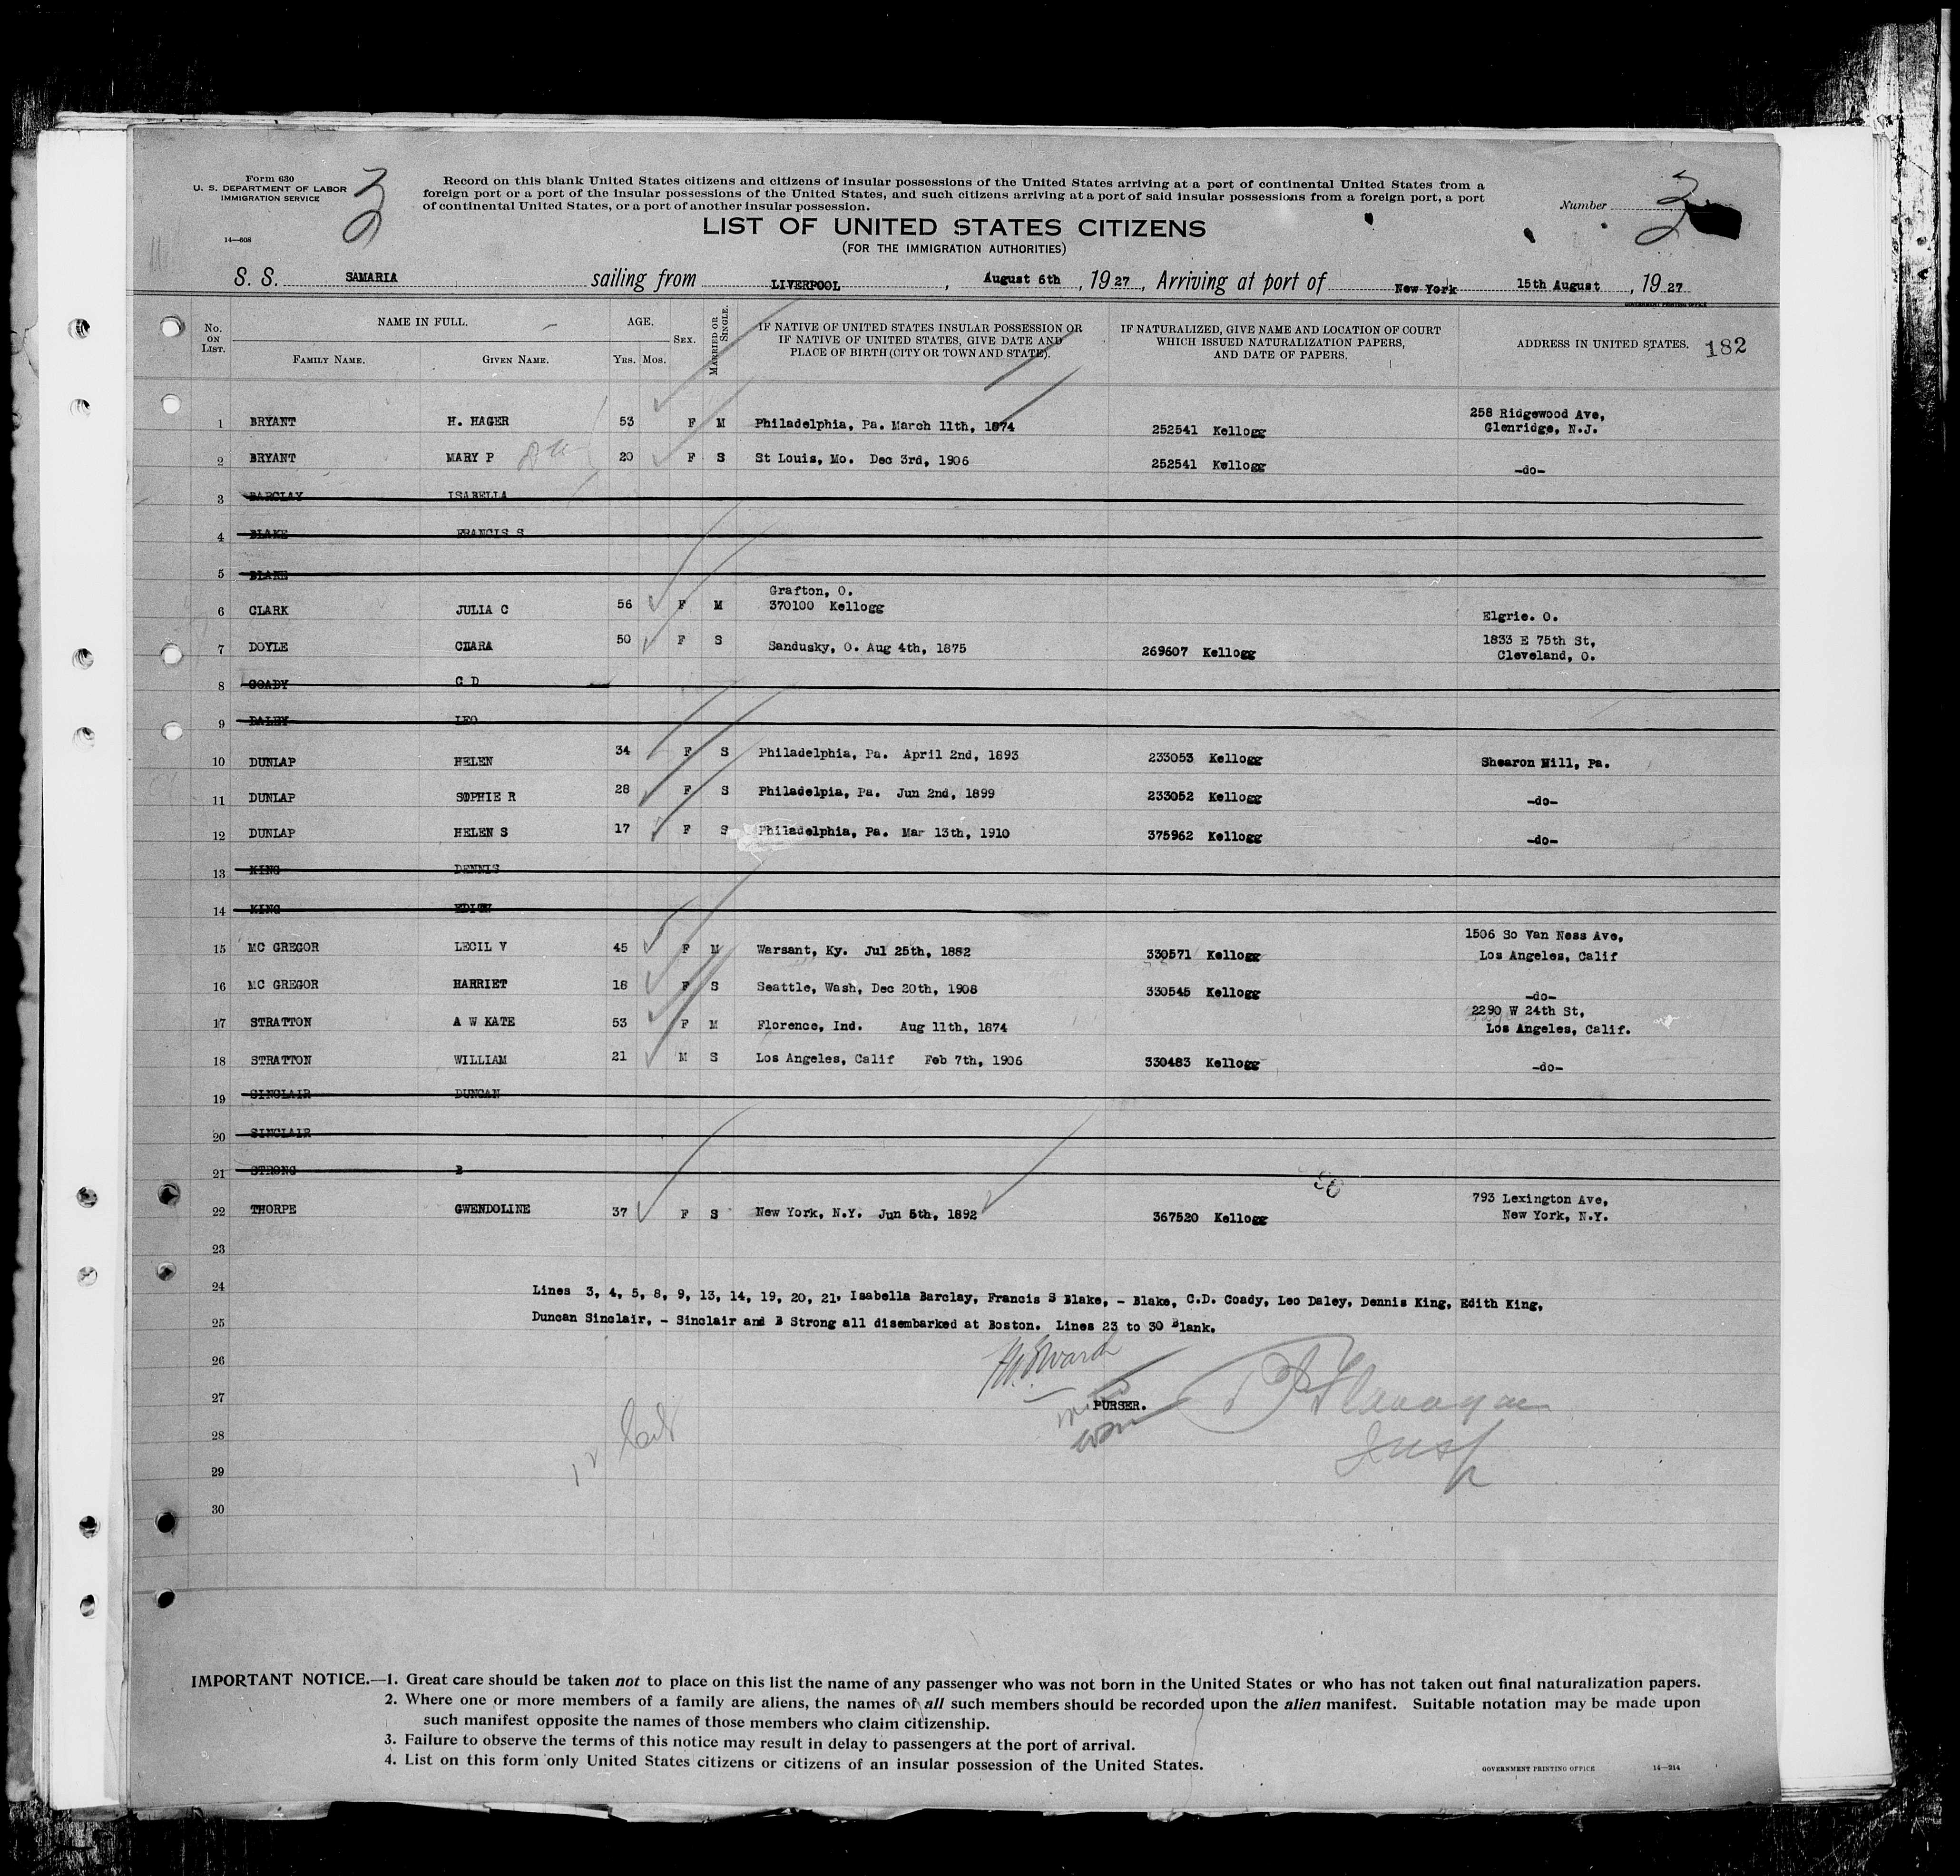 Form 630
U. S. DEPARTMENT OF LABOR
IMMIGRATION SERVICE
14—608
3
Record on this blank United States citizens and citizens of insular possessions of the United States arriving at a port of continental United States from a
foreign port or a port of the insular possessions of the United States, and such citizens arriving at a port of said insular possessions from a foreign port, a port
of continental United States, or a port of another insular possession.
Number 3
LIST OF UNITED STATES CITIZENS
(FOR THE IMMIGRATION AUTHORITIES)
S. S. SAMARIA sailing from LIVERPOOL, August 6th, 1927, Arriving at port of New York 15th August, 1927
GOVERNMENT PRINTING OFFICE
No. ON LIST. NAME IN FULL. FAMILY NAME. GIVEN NAME. AGE. YRS. MOS. SEX. MARRIED OR SINGLE. IF NATIVE OF UNITED STATES INSULAR POSSESSION OR IF NATIVE OF UNITED STATES, GIVE DATE AND PLACE OF BIRTH (CITY OR TOWN AND STATE). IF NATURALIZED, GIVE NAME AND LOCATION OF COURT WHICH ISSUED NATURALIZATION PAPERS, AND DATE OF PAPERS. ADDRESS IN UNITED STATES. 182
1 BRYANT H. HAGER 53 F M Philadelphia, Pa. March 11th, 1874 252541 Kellogg 258 Ridgewood Ave, Glenridge, N.J.
2 BRYANT MARY P 20 F S St Louis, Mo. Dec 3rd, 1906 252541 Kellogg -do-
3 BARCLAY ISABELLA
4 BLAKE FRANCIS S
5 BLAKE
6 CLARK JULIA C 56 F M Grafton, O. 370100 Kellogg Elgrie. O.
7 DOYLE CLARA 50 F S Sandusky, O. Aug 4th, 1875 269607 Kellogg 1833 E 75th St, Cleveland, O.
8 COADY C D
9 DALEY LEO
10 DUNLAP HELEN 34 F S Philadelphia, Pa. April 2nd, 1893 233053 Kellogg Shearon Hill, Pa.
11 DUNLAP SOPHIE R 28 F S Philadelpia, Pa. Jun 2nd, 1899 233052 Kellogg -do-
12 DUNLAP HELEN S 17 F S Philadelphia, Pa. Mar 13th, 1910 375962 Kellogg -do-
13 KING DENNIS
14 KING EDITH
15 MC GREGOR LECIL V 45 F M Warsant, Ky. Jul 25th, 1882 330571 Kellogg 1506 So Van Ness Ave, Los Angeles, Calif
16 MC GREGOR HARRIET 18 F S Seattle, Wash, Dec 20th, 1908 330545 Kellogg -do-
17 STRATTON A W KATE 53 F M Florence, Ind. Aug 11th, 1874 2290 W 24th St, Los Angeles, Calif.
18 STRATTON WILLIAM 21 M S Los Angeles, Calif Feb 7th, 1906 330483 Kellogg -do-
19 SINCLAIR DUNCAN
20 SINCLAIR
21 STRONG B
22 THORPE GWENDOLINE 37 F S New York, N.Y. Jun 5th, 1892 367520 Kellogg 793 Lexington Ave, New York, N.Y.
23
24 Lines 3, 4, 5, 8, 9, 13, 14, 19, 20, 21, Isabella Barclay, Francis S Blake, - Blake, C.D. Coady, Leo Daley, Dennis King, Edith King,
25 Duncan Sinclair, - Sinclair and B Strong all disembarked at Boston. Lines 23 to 30 Blank.
26
27 PURSER. Flanagan
28 Insp
29
30
IMPORTANT NOTICE.—1. Great care should be taken not to place on this list the name of any passenger who was not born in the United States or who has not taken out final naturalization papers.
2. Where one or more members of a family are aliens, the names of all such members should be recorded upon the alien manifest. Suitable notation may be made upon
such manifest opposite the names of those members who claim citizenship.
3. Failure to observe the terms of this notice may result in delay to passengers at the port of arrival.
4. List on this form only United States citizens or citizens of an insular possession of the United States.
GOVERNMENT PRINTING OFFICE 14—214